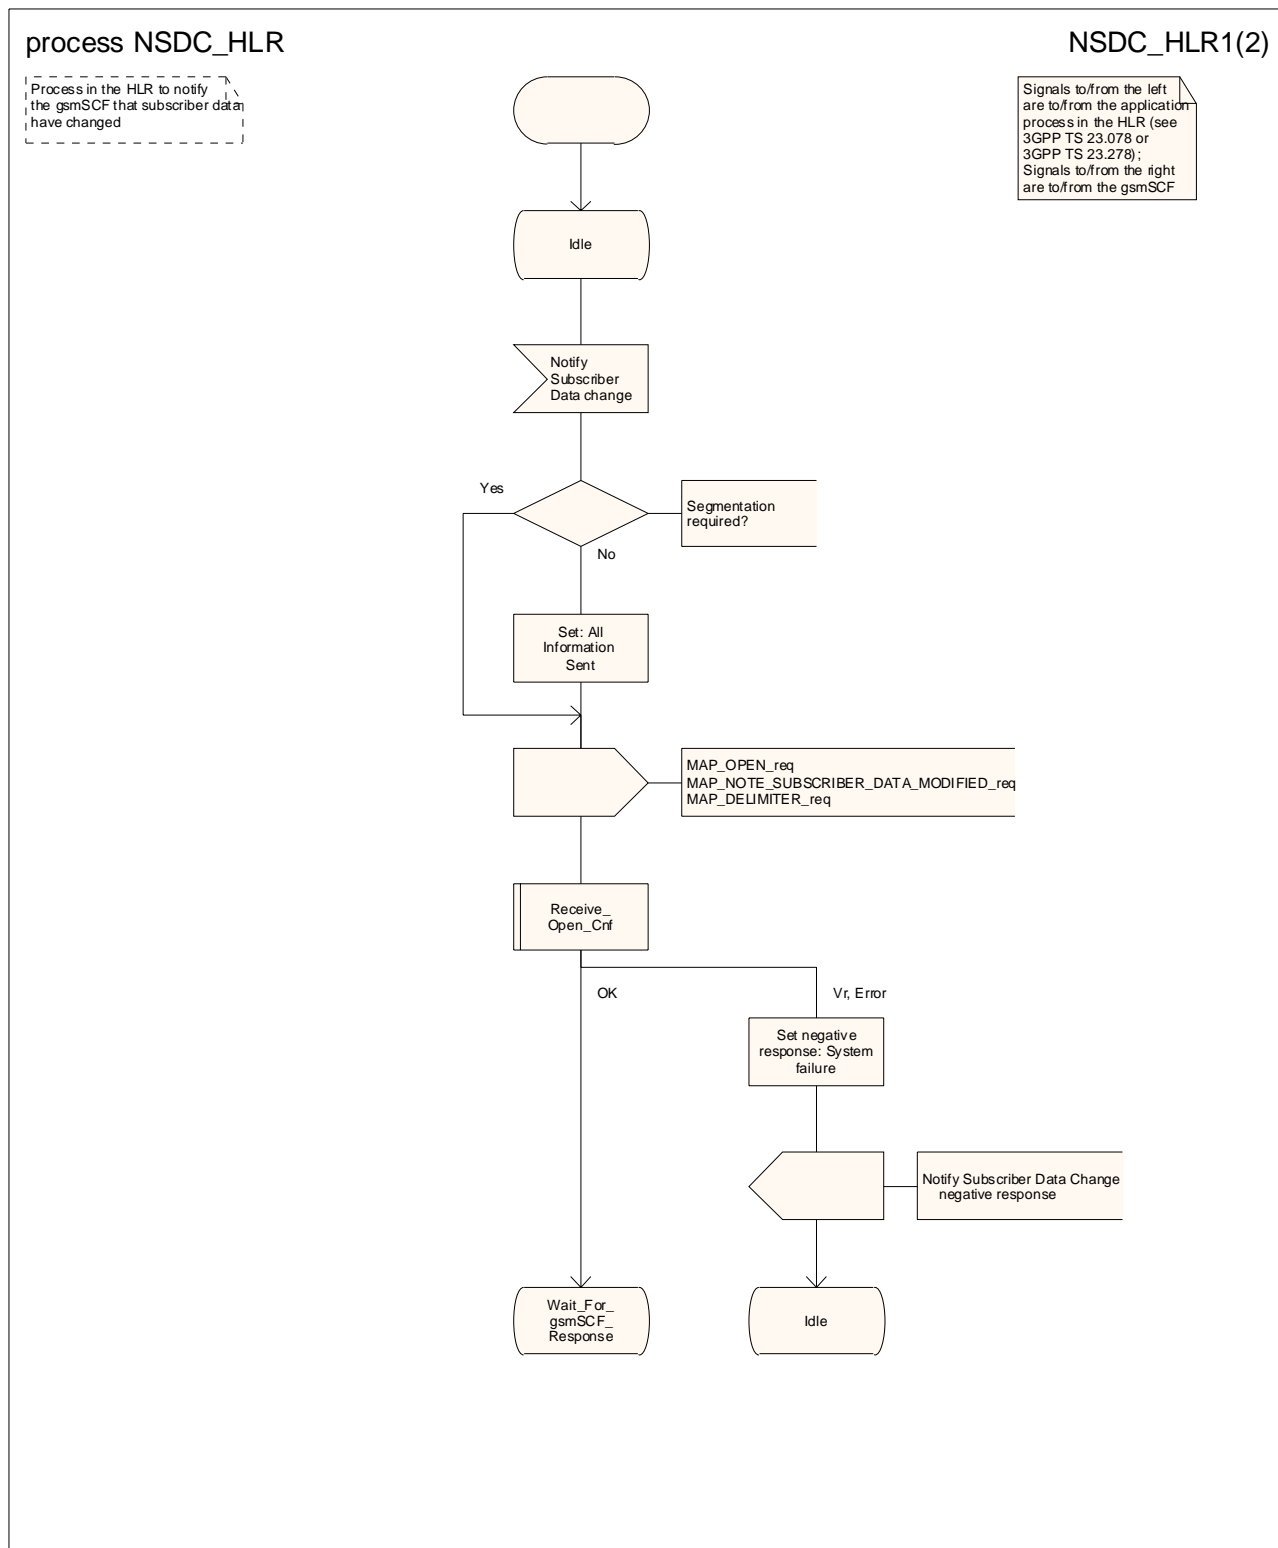 process NSDC_HLR
NSDC_HLR1(2)
Process in the HLR to notify
the gsmSCF that subscriber data
have changed
Signals to/from the left
are to/from the application
process in the HLR (see
3GPP TS 23.078 or
3GPP TS 23.278);
Signals to/from the right
are to/from the gsmSCF
Idle
Notify
Subscriber
Data change
Yes
Segmentation
required?
No
Set: All
Information
Sent
MAP_OPEN_req
MAP_NOTE_SUBSCRIBER_DATA_MODIFIED_req
MAP_DELIMITER_req
Receive_
Open_Cnf
OK
Vr, Error
Set negative
response: System
failure
Notify Subscriber Data Change
negative response
Wait_For_
gsmSCF_
Response
Idle